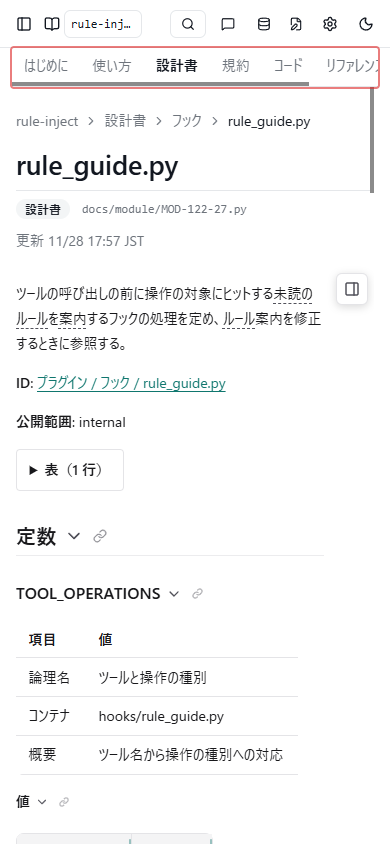 rule-inj…
はじめに 使い方 設計書 規約 コード リファレンス
rule-inject > 設計書 > フック > rule_guide.py
rule_guide.py
設計書 docs/module/MOD-122-27.py
更新 11/28 17:57 JST
ツールの呼び出しの前に操作の対象にヒットする未読の
ルールを案内するフックの処理を定め、ルール案内を修正
するときに参照する。
ID: プラグイン / フック / rule_guide.py
公開範囲: internal
▶ 表（1 行）
定数
TOOL_OPERATIONS
項目 値
論理名 ツールと操作の種別
コンテナ hooks/rule_guide.py
概要 ツール名から操作の種別への対応
値